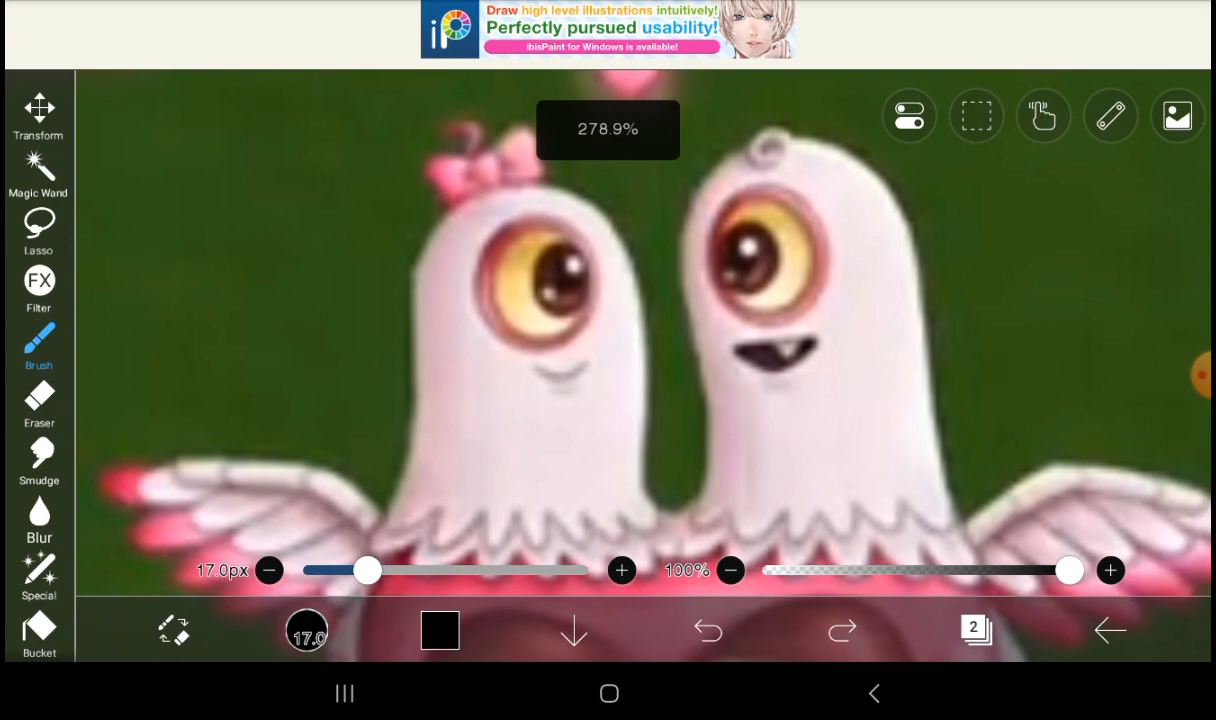 Draw high level illustrations intuitively!
iP
Perfectly pursued usability!
ibisPaint for Windows is available!
278.9%
Transform
Magic Wand
Lasso
FX
Filter
Brush
Eraser
Smudge
Blur
Special
Bucket
17.0px
100%
17.0
2